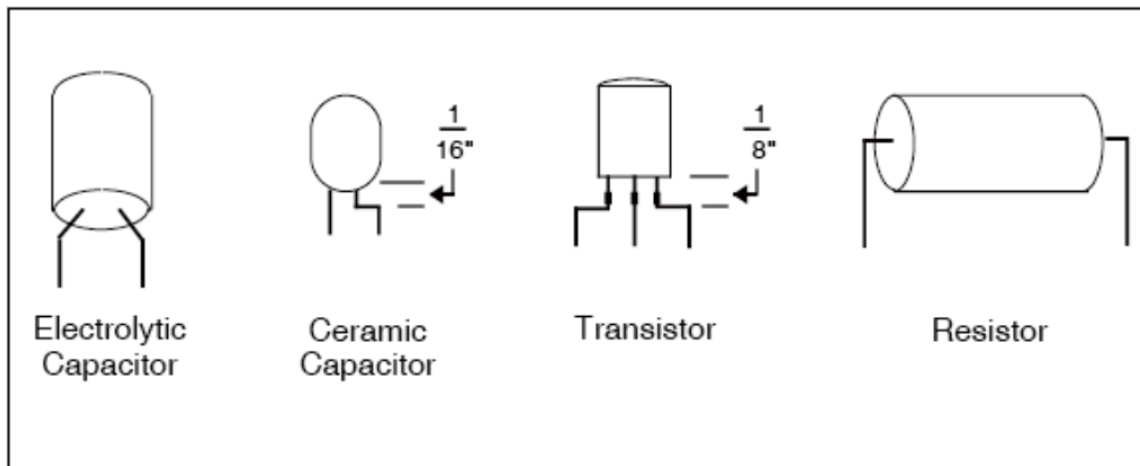 1
16"
1
8"
Electrolytic
Capacitor
Ceramic
Capacitor
Transistor
Resistor